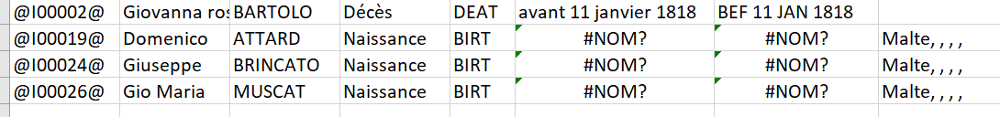 @I00002@ Giovanna ros BARTOLO Décès DEAT avant 11 janvier 1818 BEF 11 JAN 1818
@I00019@ Domenico ATTARD Naissance BIRT #NOM? #NOM? Malte, , , ,
@I00024@ Giuseppe BRINCATO Naissance BIRT #NOM? #NOM? Malte, , , ,
@I00026@ Gio Maria MUSCAT Naissance BIRT #NOM? #NOM? Malte, , , ,